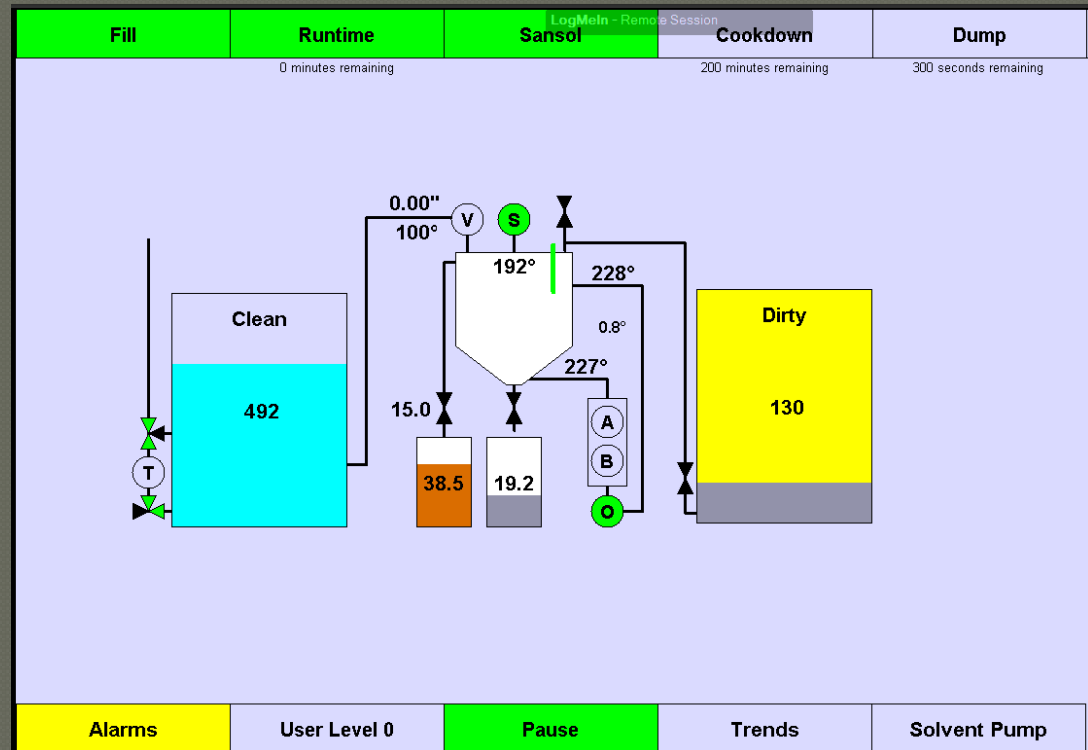 LogMeIn - Remote Session
Fill
Runtime
Sansol
Cookdown
Dump
0 minutes remaining
200 minutes remaining
300 seconds remaining
0.00"
100°
V
S
192°
228°
0.8°
227°
Clean
492
T
15.0
38.5
19.2
A
B
O
Dirty
130
Alarms
User Level 0
Pause
Trends
Solvent Pump